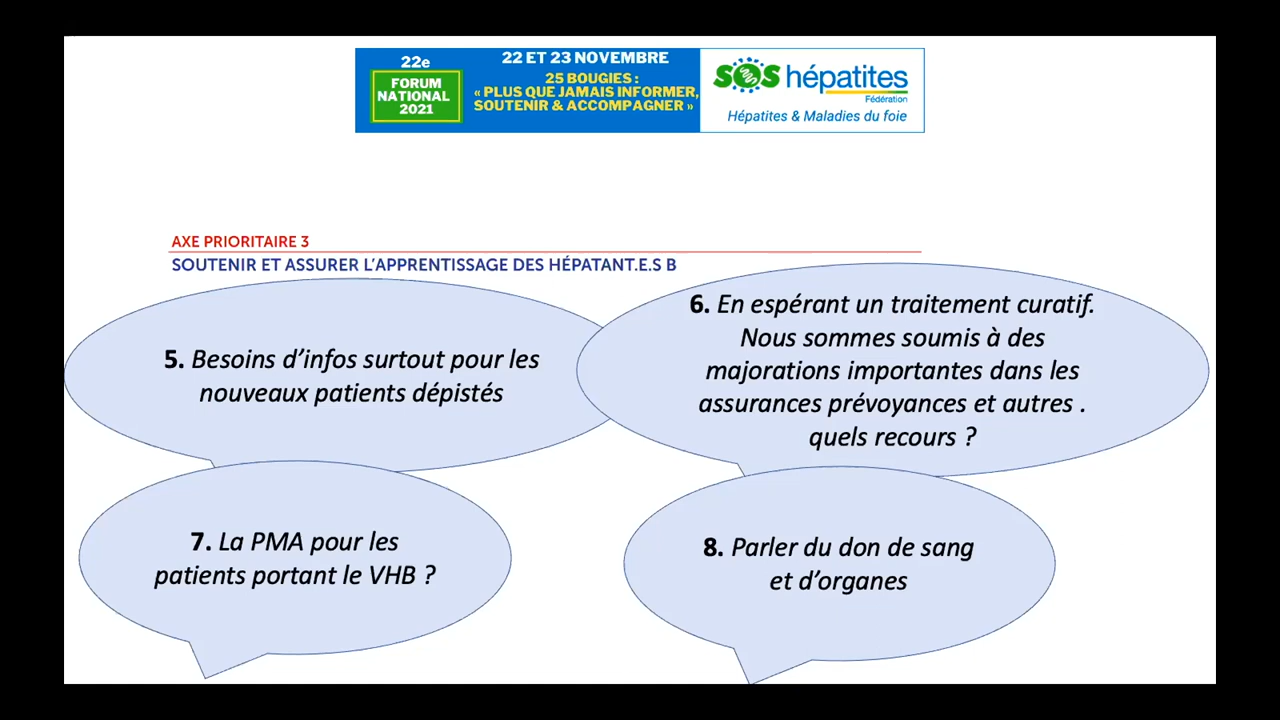 22e
FORUM
NATIONAL
2021
22 ET 23 NOVEMBRE
25 BOUGIES :
« PLUS QUE JAMAIS INFORMER,
SOUTENIR & ACCOMPAGNER »
SOS hépatites
Fédération
Hépatites & Maladies du foie
AXE PRIORITAIRE 3
SOUTENIR ET ASSURER L'APPRENTISSAGE DES HÉPATANT.E.S B
5. Besoins d'infos surtout pour les
nouveaux patients dépistés
6. En espérant un traitement curatif.
Nous sommes soumis à des
majorations importantes dans les
assurances prévoyances et autres .
quels recours ?
7. La PMA pour les
patients portant le VHB ?
8. Parler du don de sang
et d'organes